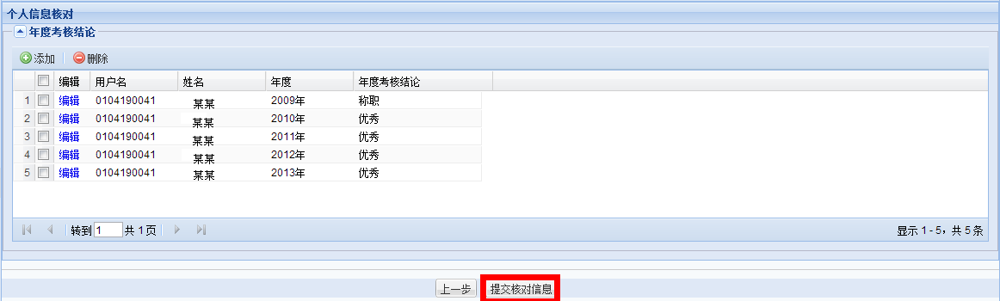 个人信息核对
年度考核结论
添加 删除
编辑 用户名 姓名 年度 年度考核结论
1 编辑 0104190041 某某 2009年 称职
2 编辑 0104190041 某某 2010年 优秀
3 编辑 0104190041 某某 2011年 优秀
4 编辑 0104190041 某某 2012年 优秀
5 编辑 0104190041 某某 2013年 优秀
转到 1 共 1 页 显示 1 - 5，共 5 条
上一步 提交核对信息